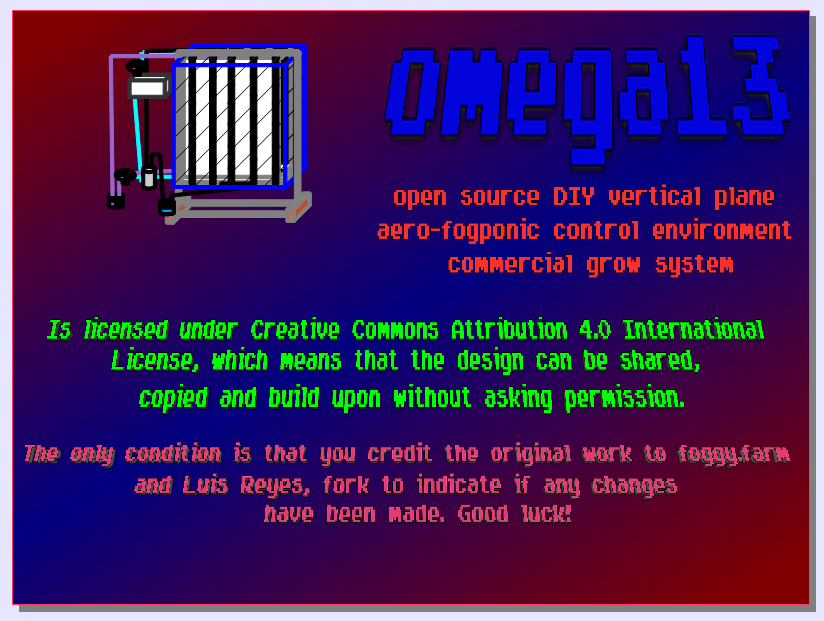 omega13
open source DIY vertical plane
aero-fogponic control environment
commercial grow system
Is licensed under Creative Commons Attribution 4.0 International
License, which means that the design can be shared,
copied and build upon without asking permission.
The only condition is that you credit the original work to foggy.farm
and Luis Reyes, fork to indicate if any changes
have been made. Good luck!